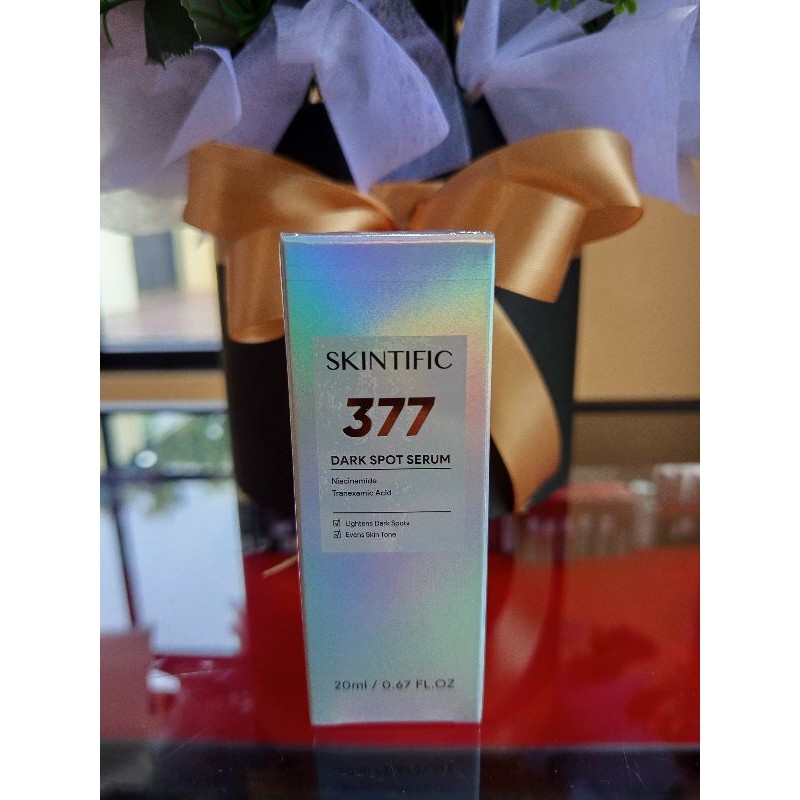 SKINTIFIC
377
DARK SPOT SERUM
Niacinamide
Tranexamic Acid
Lightens Dark Spots
Evens Skin Tone
20ml / 0.67 FL.OZ